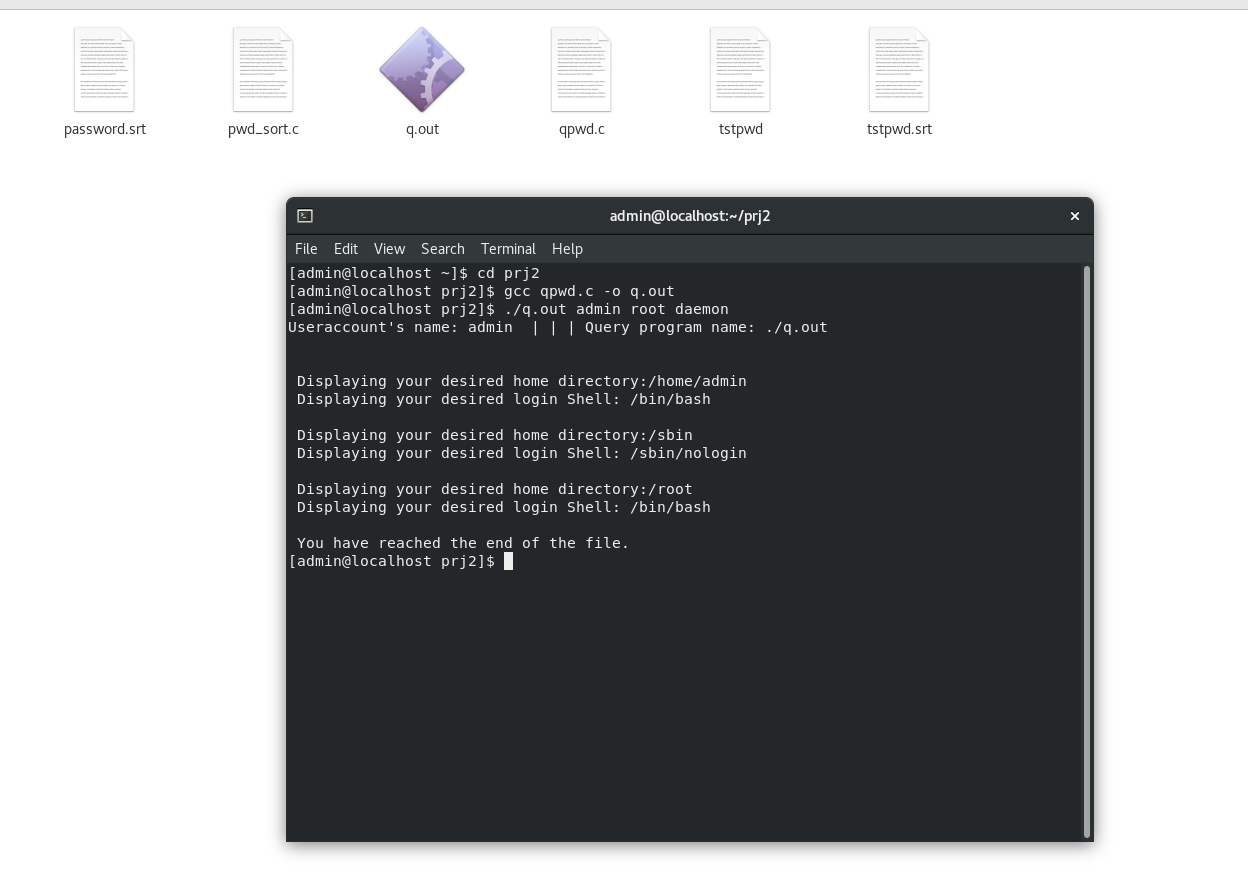 password.srt
pwd_sort.c
q.out
qpwd.c
tstpwd
tstpwd.srt
admin@localhost:~/prj2
File Edit View Search Terminal Help
[admin@localhost ~]$ cd prj2
[admin@localhost prj2]$ gcc qpwd.c -o q.out
[admin@localhost prj2]$ ./q.out admin root daemon
Useraccount's name: admin  | | | Query program name: ./q.out
Displaying your desired home directory:/home/admin
Displaying your desired login Shell: /bin/bash
Displaying your desired home directory:/sbin
Displaying your desired login Shell: /sbin/nologin
Displaying your desired home directory:/root
Displaying your desired login Shell: /bin/bash
You have reached the end of the file.
[admin@localhost prj2]$